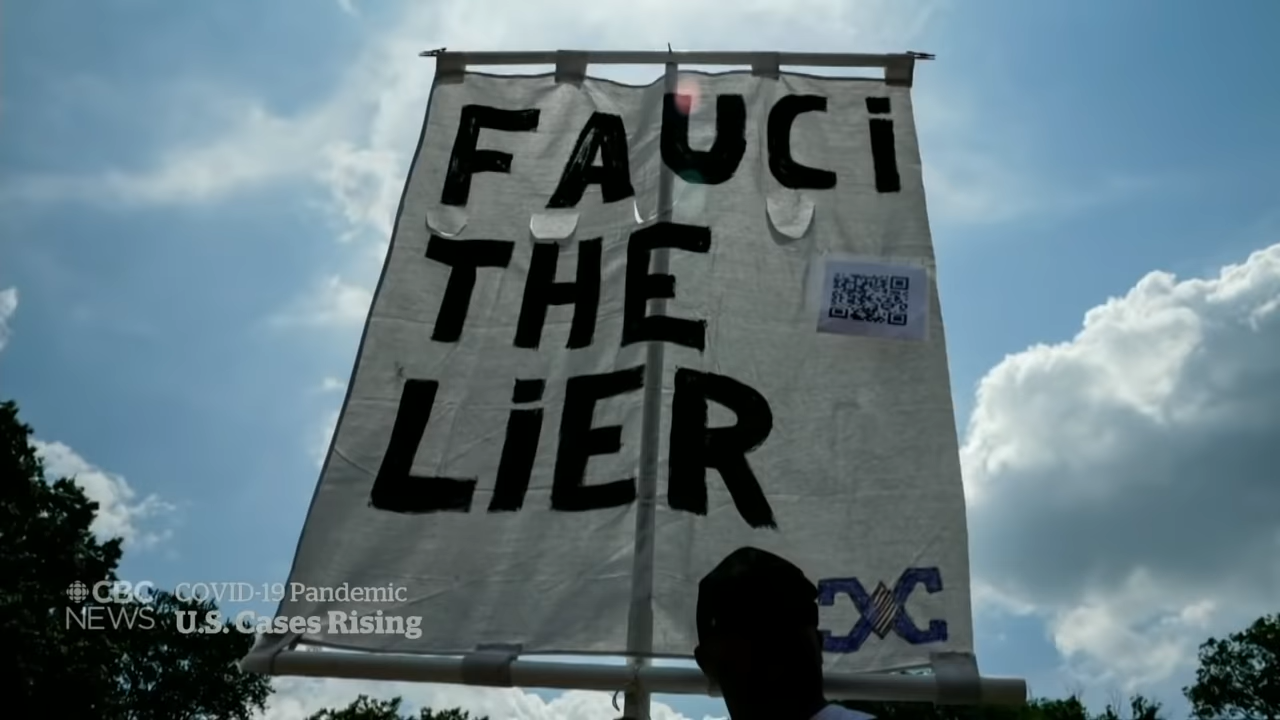 FAUCi
THE
LiER
CBC
NEWS
COVID-19 Pandemic
U.S. Cases Rising